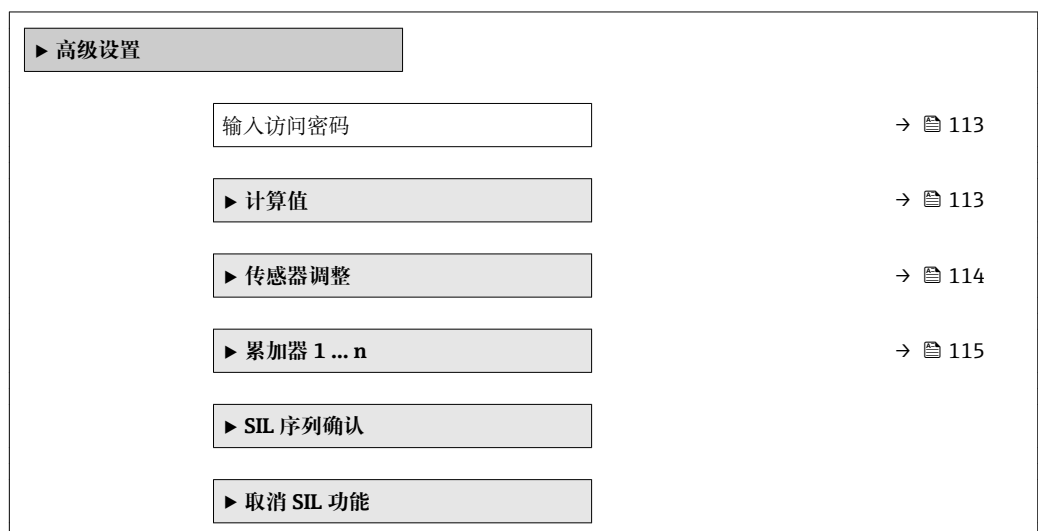 ▶ 高级设置
输入访问密码 → 113
▶ 计算值 → 113
▶ 传感器调整 → 114
▶ 累加器 1 ... n → 115
▶ SIL 序列确认
▶ 取消 SIL 功能